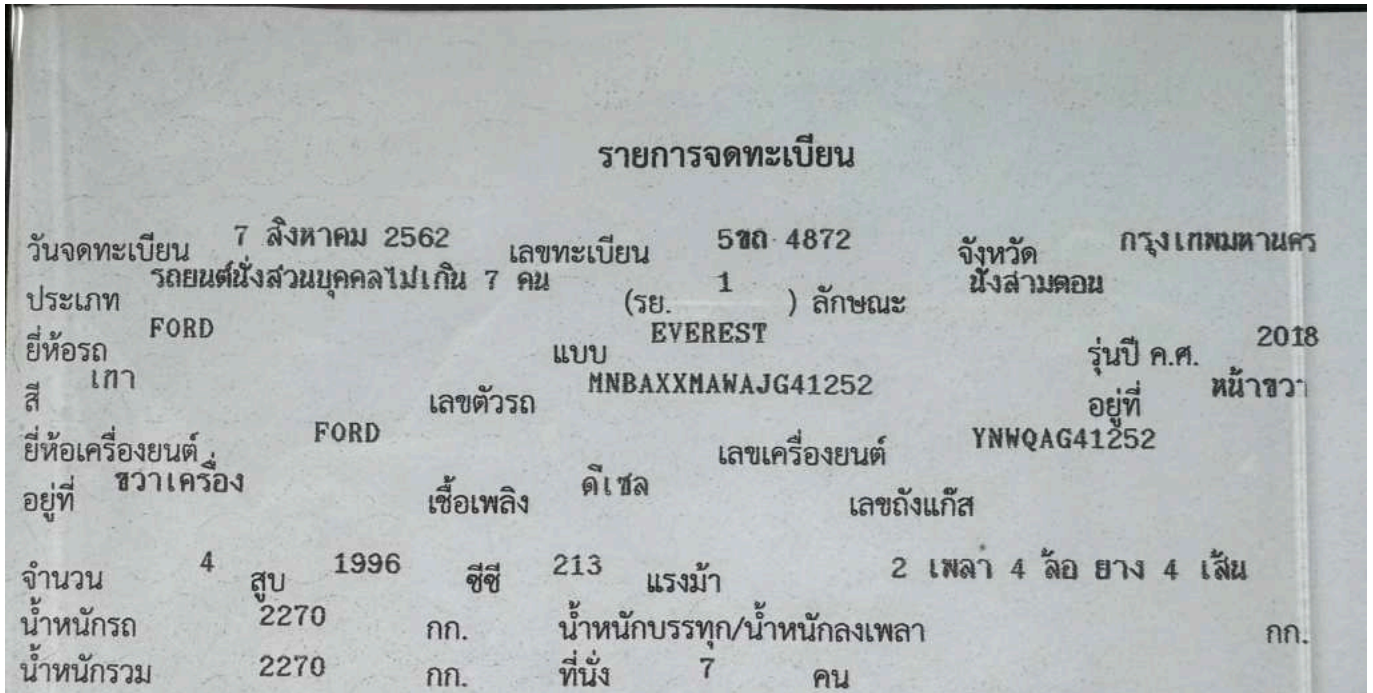 รายการจดทะเบียน
วันจดทะเบียน 7 สิงหาคม 2562 เลขทะเบียน 5ขถ 4872 จังหวัด กรุงเทพมหานคร
ประเภท รถยนต์นั่งส่วนบุคคลไม่เกิน 7 คน (รย. 1 ) ลักษณะ นั่งสามตอน
ยี่ห้อรถ FORD แบบ EVEREST รุ่นปี ค.ศ. 2018
สี เทา เลขตัวรถ MNBAXXMAWAJG41252 อยู่ที่ หน้าขวา
ยี่ห้อเครื่องยนต์ FORD เลขเครื่องยนต์ YNWQAG41252
อยู่ที่ ขวาเครื่อง เชื้อเพลิง ดีเซล เลขถังแก๊ส
จำนวน 4 สูบ 1996 ซีซี 213 แรงม้า 2 เพลา 4 ล้อ ยาง 4 เส้น
น้ำหนักรถ 2270 กก. น้ำหนักบรรทุก/น้ำหนักลงเพลา กก.
น้ำหนักรวม 2270 กก. ที่นั่ง 7 คน